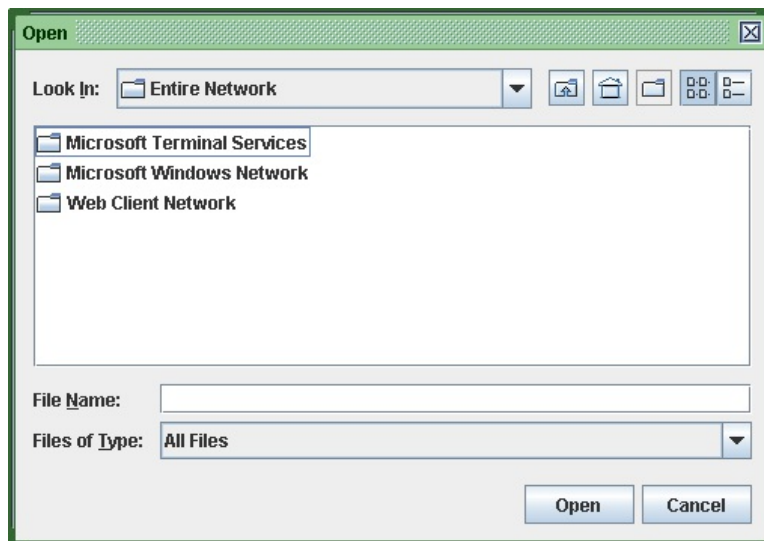 Open
Look In: Entire Network
Microsoft Terminal Services
Microsoft Windows Network
Web Client Network
File Name:
Files of Type: All Files
Open Cancel